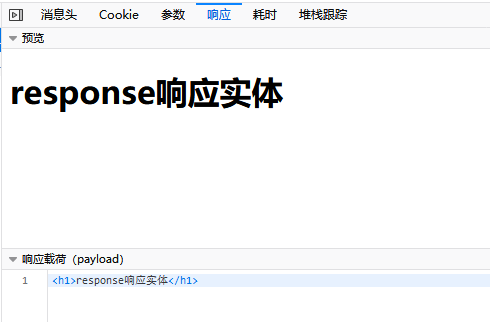 消息头 Cookie 参数 响应 耗时 堆栈跟踪
预览
response响应实体
响应载荷（payload）
1 <h1>response响应实体</h1>